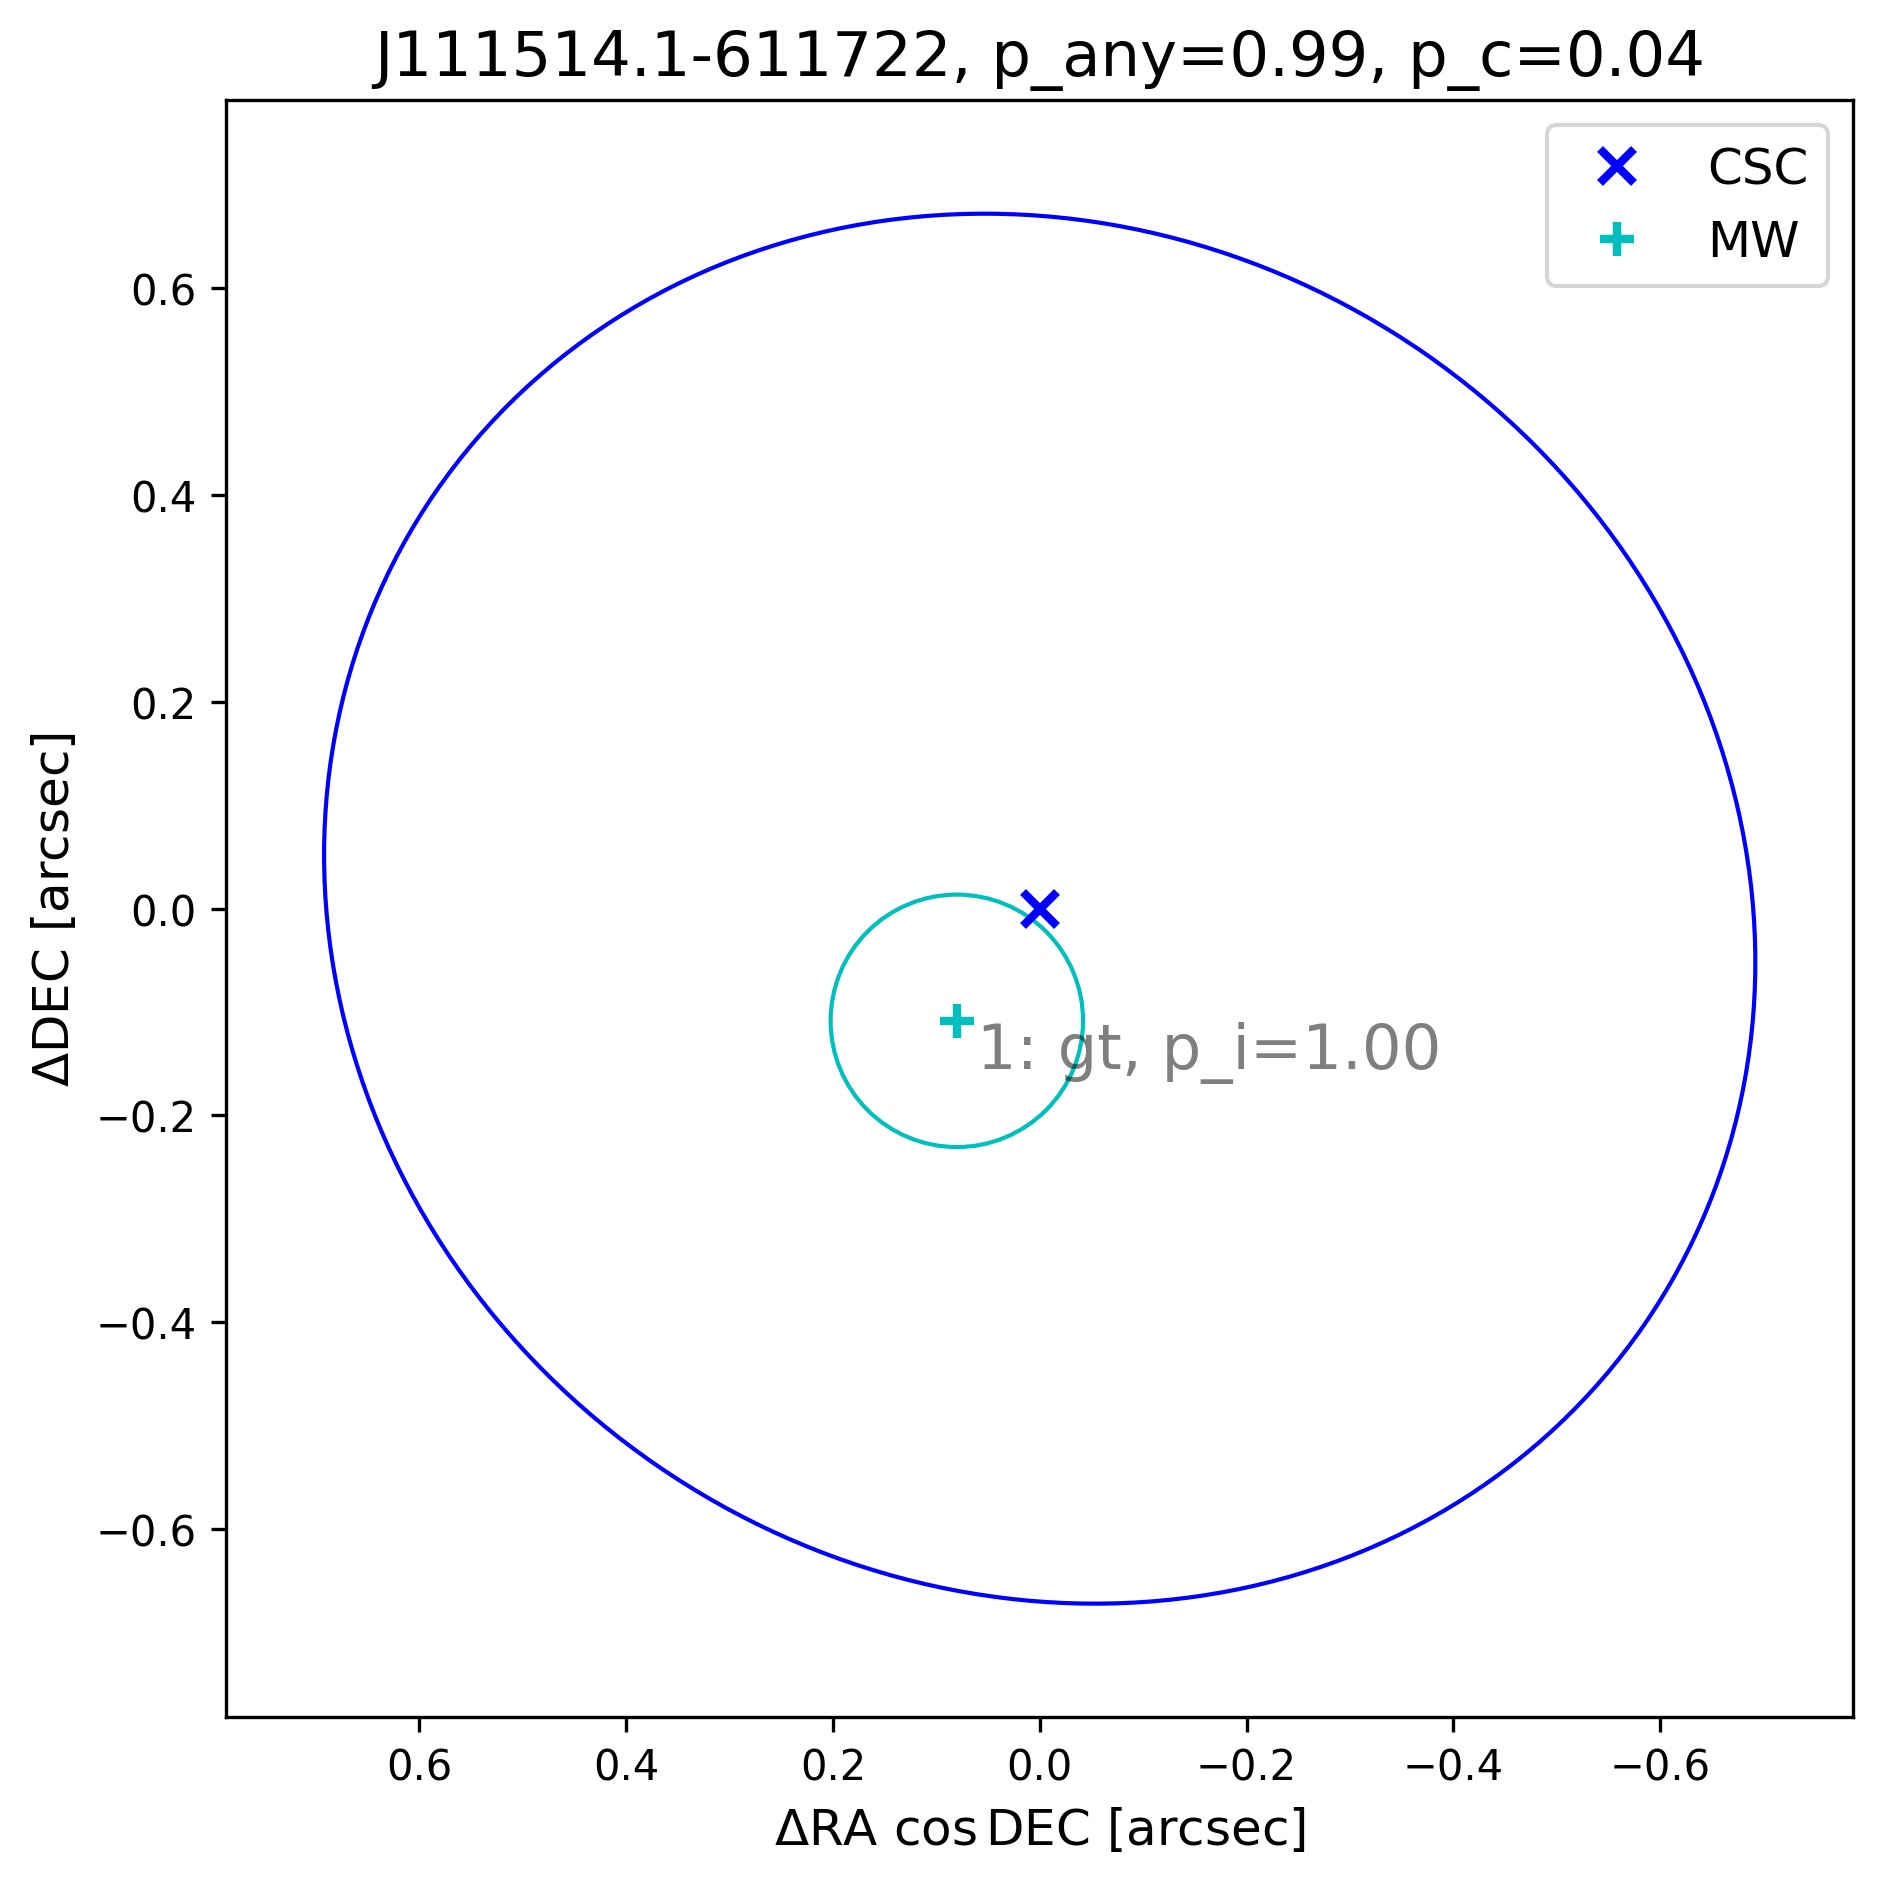 J111514.1-611722, p_any=0.99, p_c=0.04
CSC
MW
0.6
0.4
0.2
0.0
−0.2
−0.4
−0.6
ΔDEC [arcsec]
1: gt, p_i=1.00
0.6 0.4 0.2 0.0 −0.2 −0.4 −0.6
ΔRA cos DEC [arcsec]